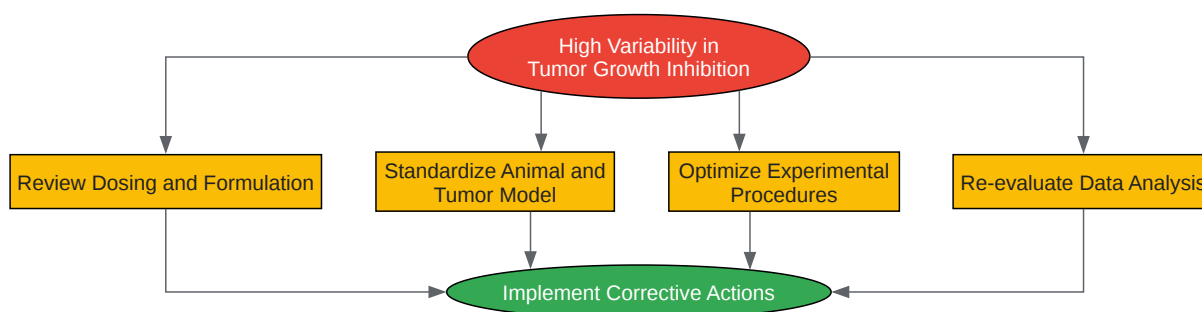 High Variability in
Tumor Growth Inhibition
Review Dosing and Formulation
Standardize Animal and
Tumor Model
Optimize Experimental
Procedures
Re-evaluate Data Analysis
Implement Corrective Actions